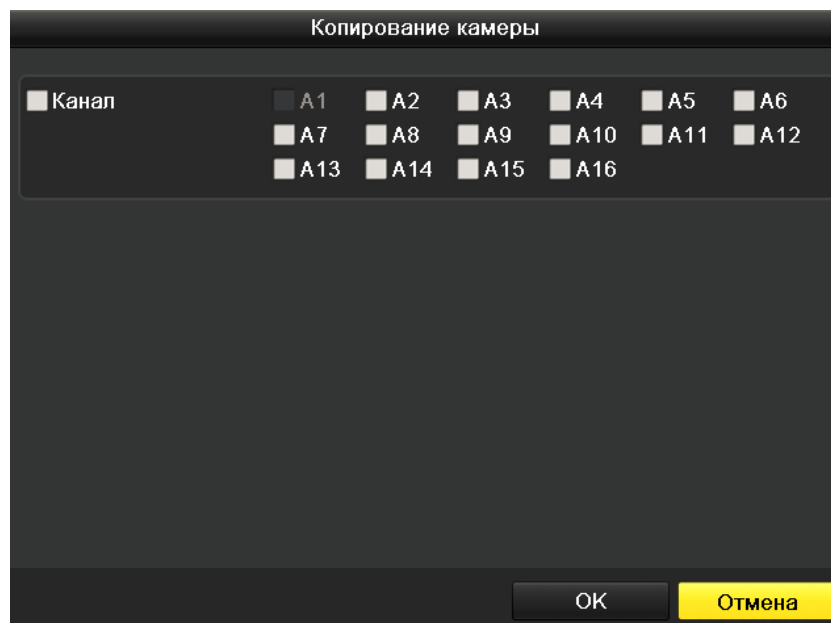 Копирование камеры
Канал A1 A2 A3 A4 A5 A6
A7 A8 A9 A10 A11 A12
A13 A14 A15 A16
OK Отмена